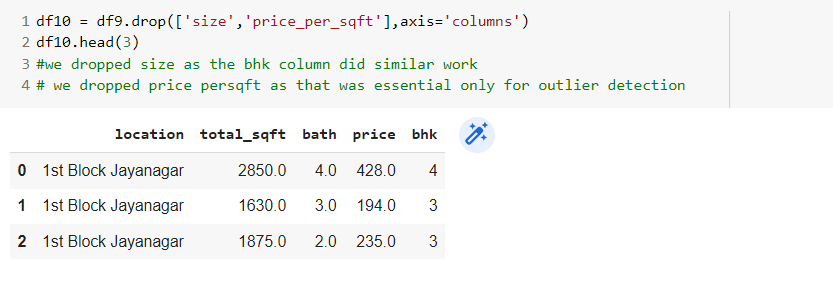 1 df10 = df9.drop(['size','price_per_sqft'],axis='columns')
2 df10.head(3)
3 #we dropped size as the bhk column did similar work
4 # we dropped price persqft as that was essential only for outlier detection
location total_sqft bath price bhk
0 1st Block Jayanagar 2850.0 4.0 428.0 4
1 1st Block Jayanagar 1630.0 3.0 194.0 3
2 1st Block Jayanagar 1875.0 2.0 235.0 3